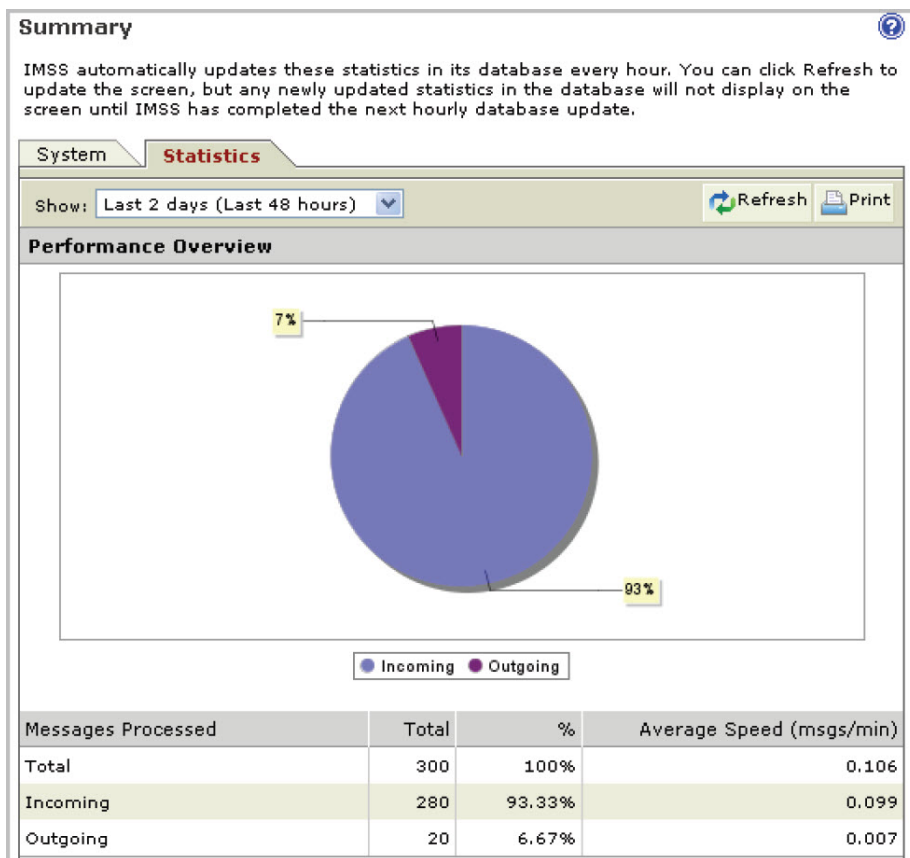 Summary
?
IMSS automatically updates these statistics in its database every hour. You can click Refresh to
update the screen, but any newly updated statistics in the database will not display on the
screen until IMSS has completed the next hourly database update.
System Statistics
Show: Last 2 days (Last 48 hours) Refresh Print
Performance Overview
7%
93%
Incoming Outgoing
Messages Processed Total % Average Speed (msgs/min)
Total 300 100% 0.106
Incoming 280 93.33% 0.099
Outgoing 20 6.67% 0.007